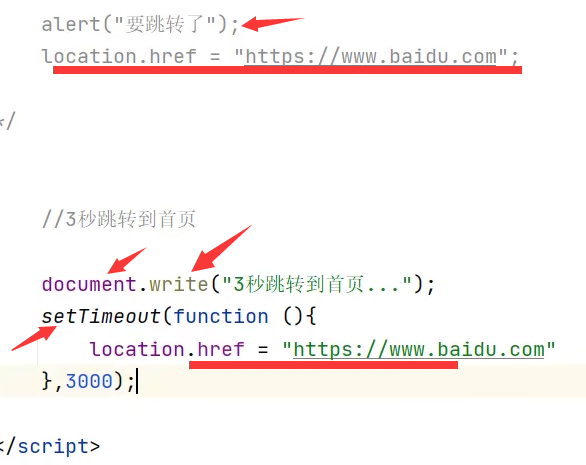 alert("要跳转了");
location.href = "https://www.baidu.com";
*/
//3秒跳转到首页
document.write("3秒跳转到首页...");
setTimeout(function (){
location.href = "https://www.baidu.com"
},3000);
</script>